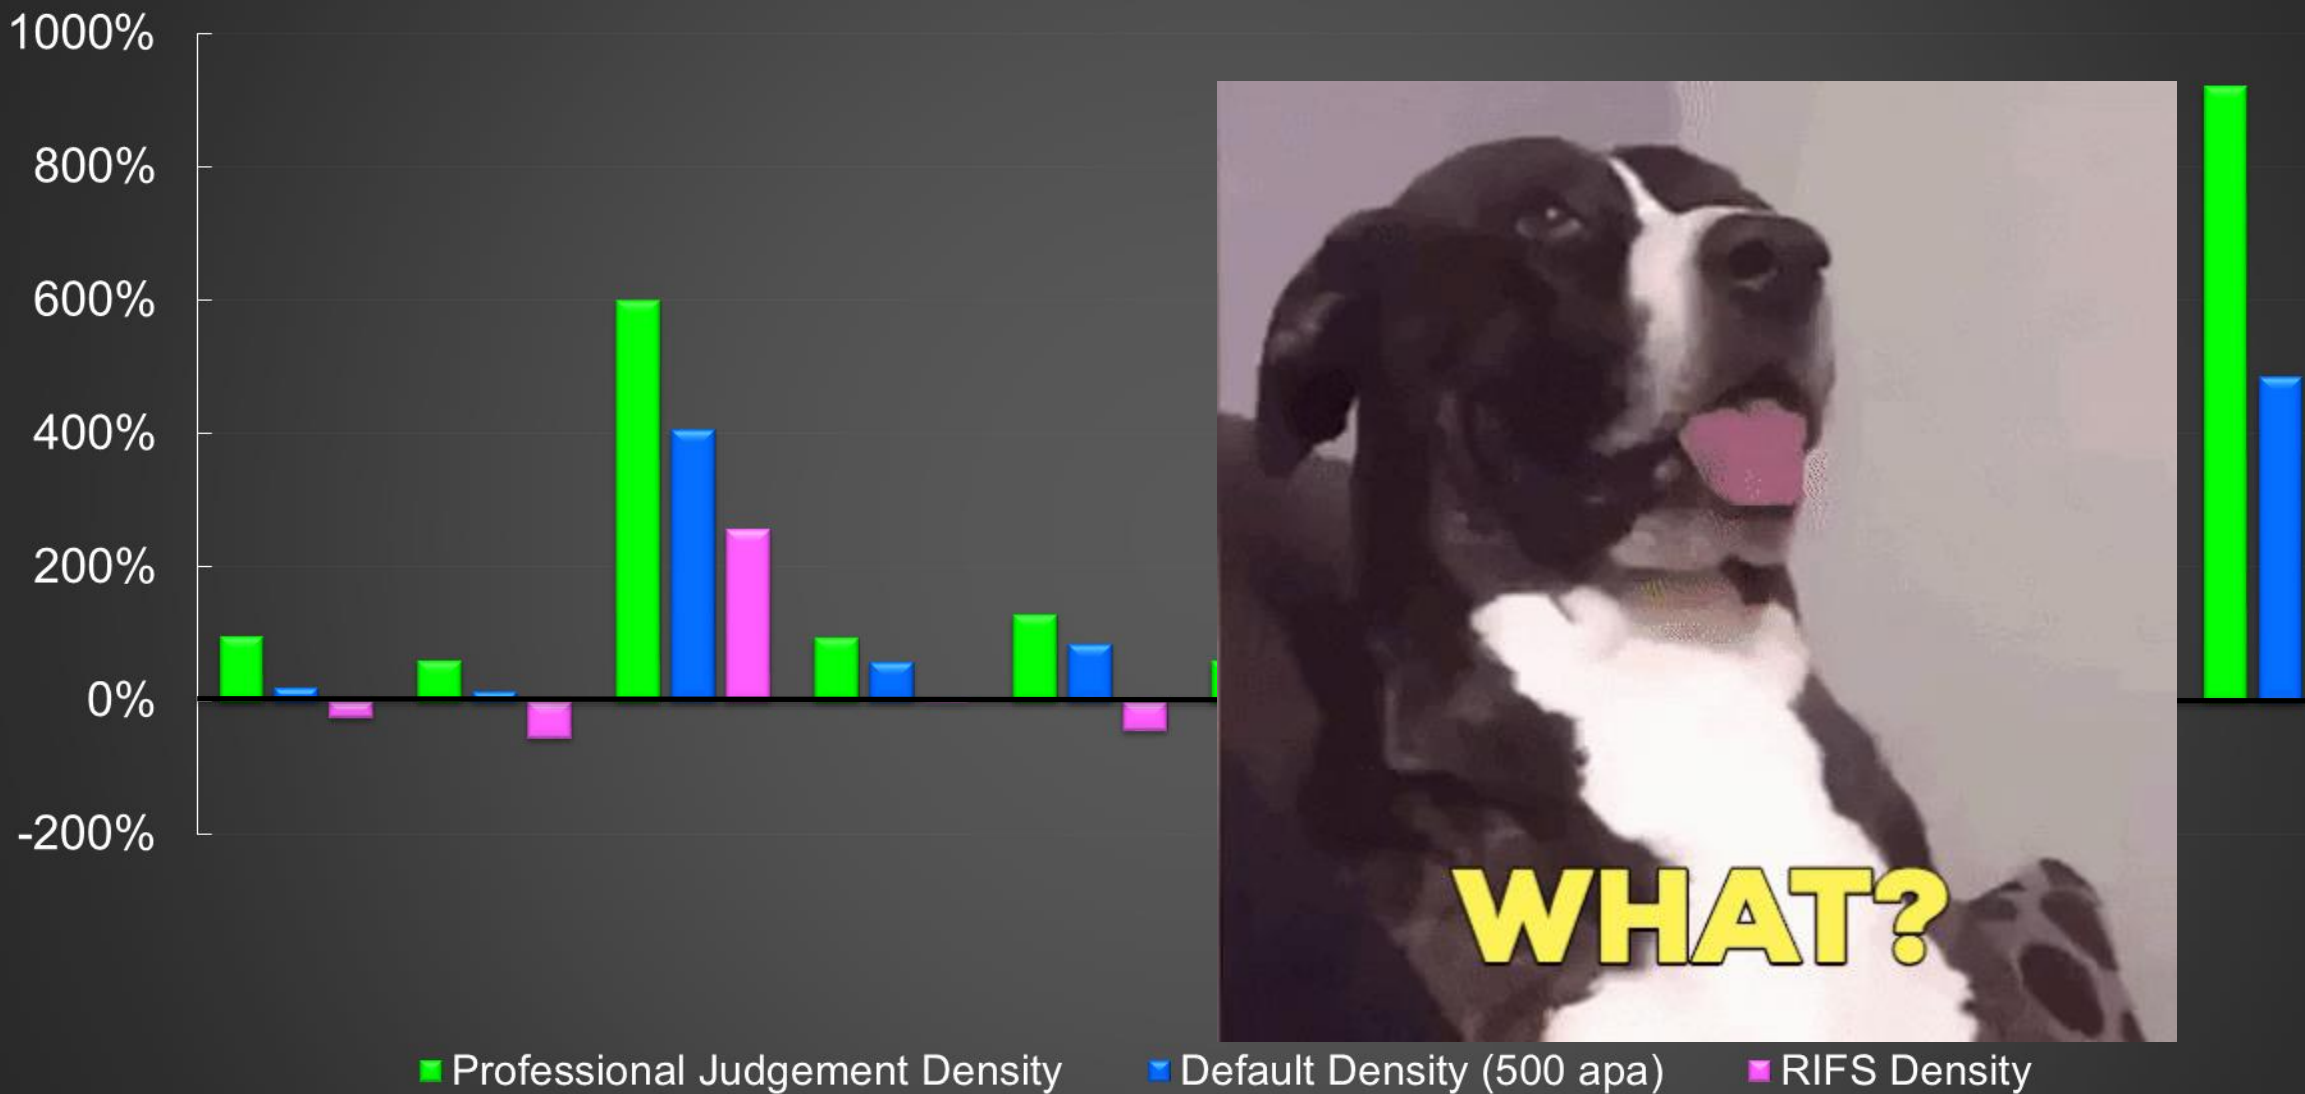 1000%
800%
600%
400%
200%
0%
-200%
WHAT?
Professional Judgement Density
Default Density (500 apa)
RIFS Density